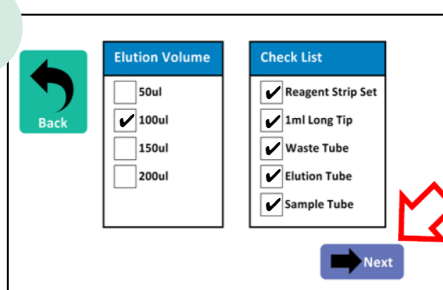 Back
Elution Volume
50ul
100ul
150ul
200ul
Check List
Reagent Strip Set
1ml Long Tip
Waste Tube
Elution Tube
Sample Tube
Next